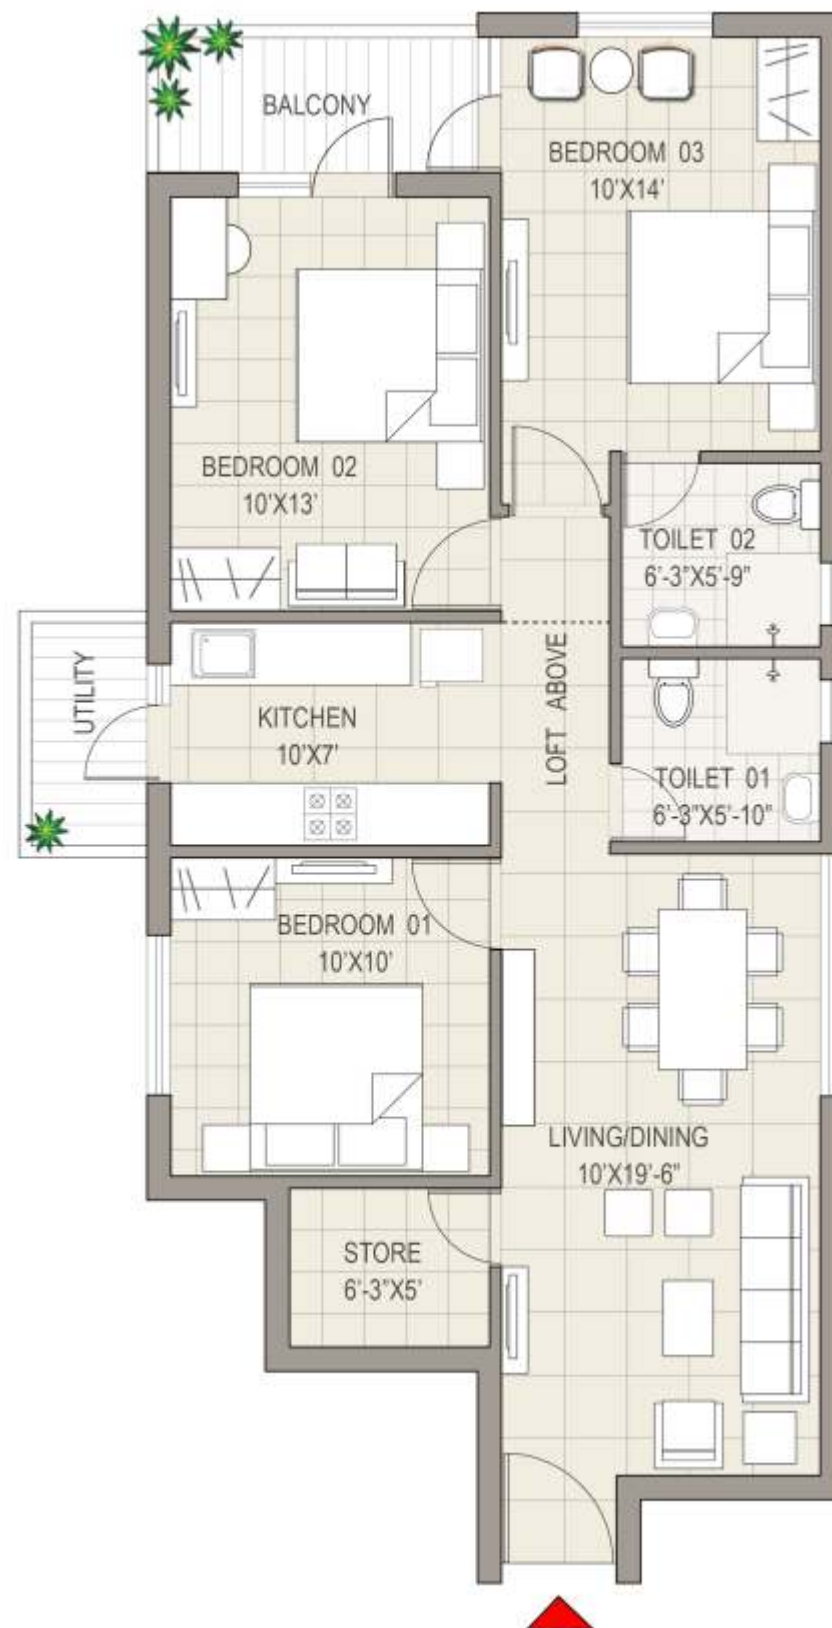 BALCONY
BEDROOM 03
10'X14'
BEDROOM 02
10'X13'
TOILET 02
6'-3"X5'-9"
UTILITY
KITCHEN
10'X7'
LOFT ABOVE
TOILET 01
6'-3"X5'-10"
BEDROOM 01
10'X10'
LIVING/DINING
10'X19'-6"
STORE
6'-3"X5'